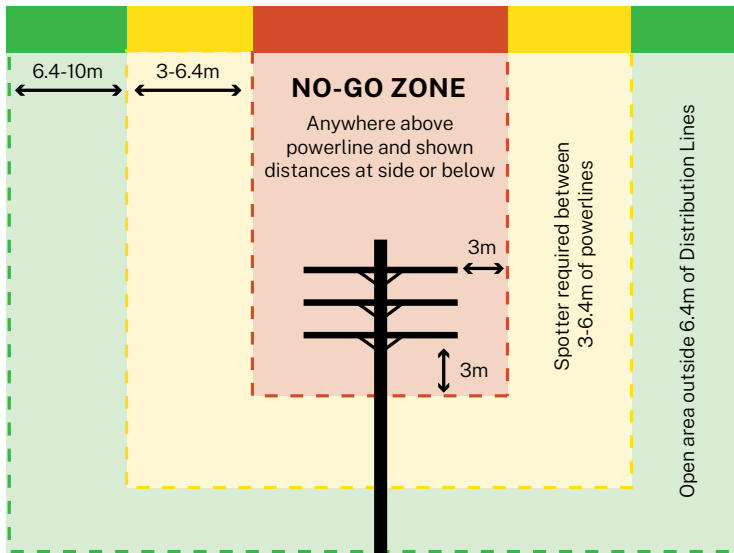 6.4-10m
3-6.4m
NO-GO ZONE
Anywhere above
powerline and shown
distances at side or below
3m
3m
Spotter required between
3-6.4m of powerlines
Open area outside 6.4m of Distribution Lines